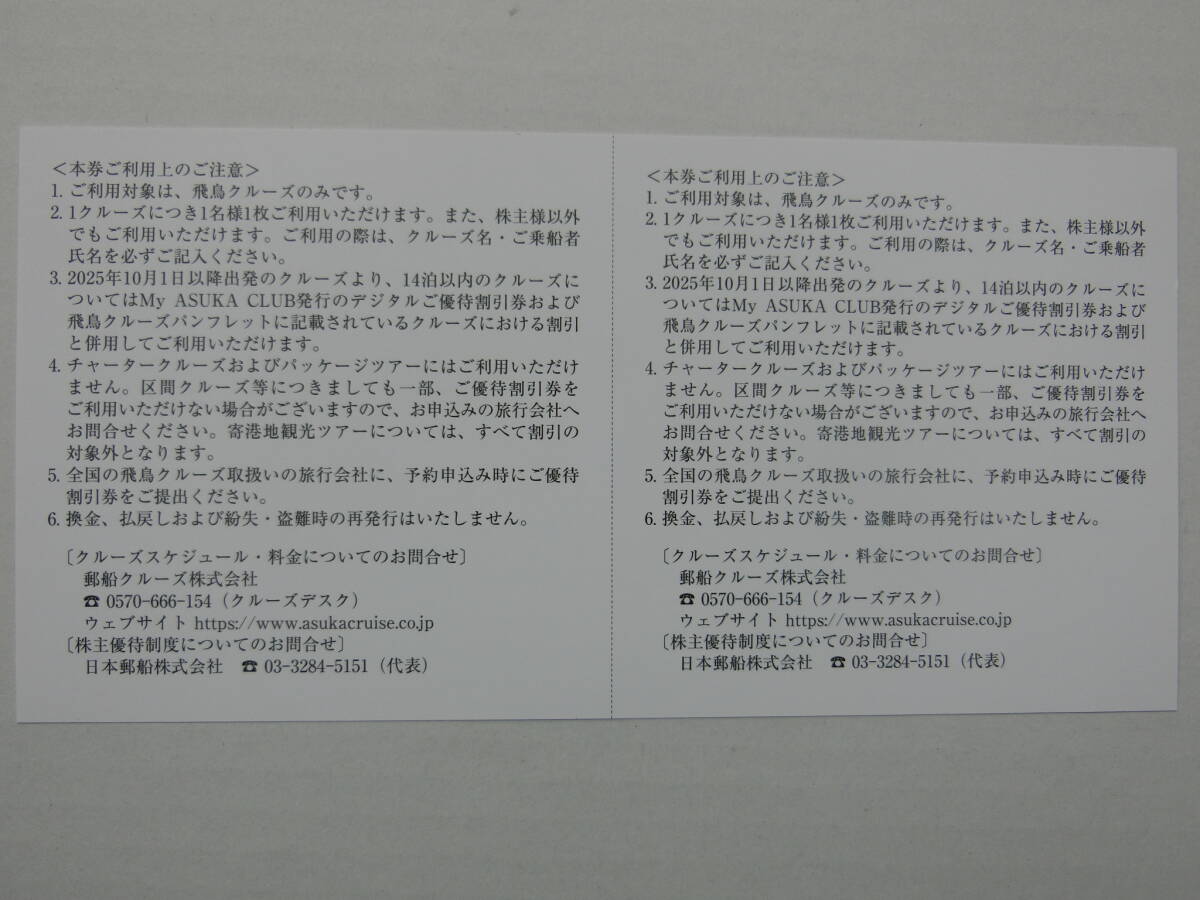 ＜本券ご利用上のご注意＞
1. ご利用対象は、飛鳥クルーズのみです。
2. 1クルーズにつき1名様1枚ご利用いただけます。また、株主様以外
でもご利用いただけます。ご利用の際は、クルーズ名・ご乗船者
氏名を必ずご記入ください。
3. 2025年10月1日以降出発のクルーズより、14泊以内のクルーズに
ついてはMy ASUKA CLUB発行のデジタルご優待割引券および
飛鳥クルーズパンフレットに記載されているクルーズにおける割引
と併用してご利用いただけます。
4. チャータークルーズおよびパッケージツアーにはご利用いただけ
ません。区間クルーズ等につきましても一部、ご優待割引券を
ご利用いただけない場合がございますので、お申込みの旅行会社へ
お問合せください。寄港地観光ツアーについては、すべて割引の
対象外となります。
5. 全国の飛鳥クルーズ取扱いの旅行会社に、予約申込み時にご優待
割引券をご提出ください。
6. 換金、払戻しおよび紛失・盗難時の再発行はいたしません。
〔クルーズスケジュール・料金についてのお問合せ〕
郵船クルーズ株式会社
☎ 0570-666-154（クルーズデスク）
ウェブサイト https://www.asukacruise.co.jp
〔株主優待制度についてのお問合せ〕
日本郵船株式会社 ☎ 03-3284-5151（代表）
＜本券ご利用上のご注意＞
1. ご利用対象は、飛鳥クルーズのみです。
2. 1クルーズにつき1名様1枚ご利用いただけます。また、株主様以外
でもご利用いただけます。ご利用の際は、クルーズ名・ご乗船者
氏名を必ずご記入ください。
3. 2025年10月1日以降出発のクルーズより、14泊以内のクルーズに
ついてはMy ASUKA CLUB発行のデジタルご優待割引券および
飛鳥クルーズパンフレットに記載されているクルーズにおける割引
と併用してご利用いただけます。
4. チャータークルーズおよびパッケージツアーにはご利用いただけ
ません。区間クルーズ等につきましても一部、ご優待割引券を
ご利用いただけない場合がございますので、お申込みの旅行会社へ
お問合せください。寄港地観光ツアーについては、すべて割引の
対象外となります。
5. 全国の飛鳥クルーズ取扱いの旅行会社に、予約申込み時にご優待
割引券をご提出ください。
6. 換金、払戻しおよび紛失・盗難時の再発行はいたしません。
〔クルーズスケジュール・料金についてのお問合せ〕
郵船クルーズ株式会社
☎ 0570-666-154（クルーズデスク）
ウェブサイト https://www.asukacruise.co.jp
〔株主優待制度についてのお問合せ〕
日本郵船株式会社 ☎ 03-3284-5151（代表）